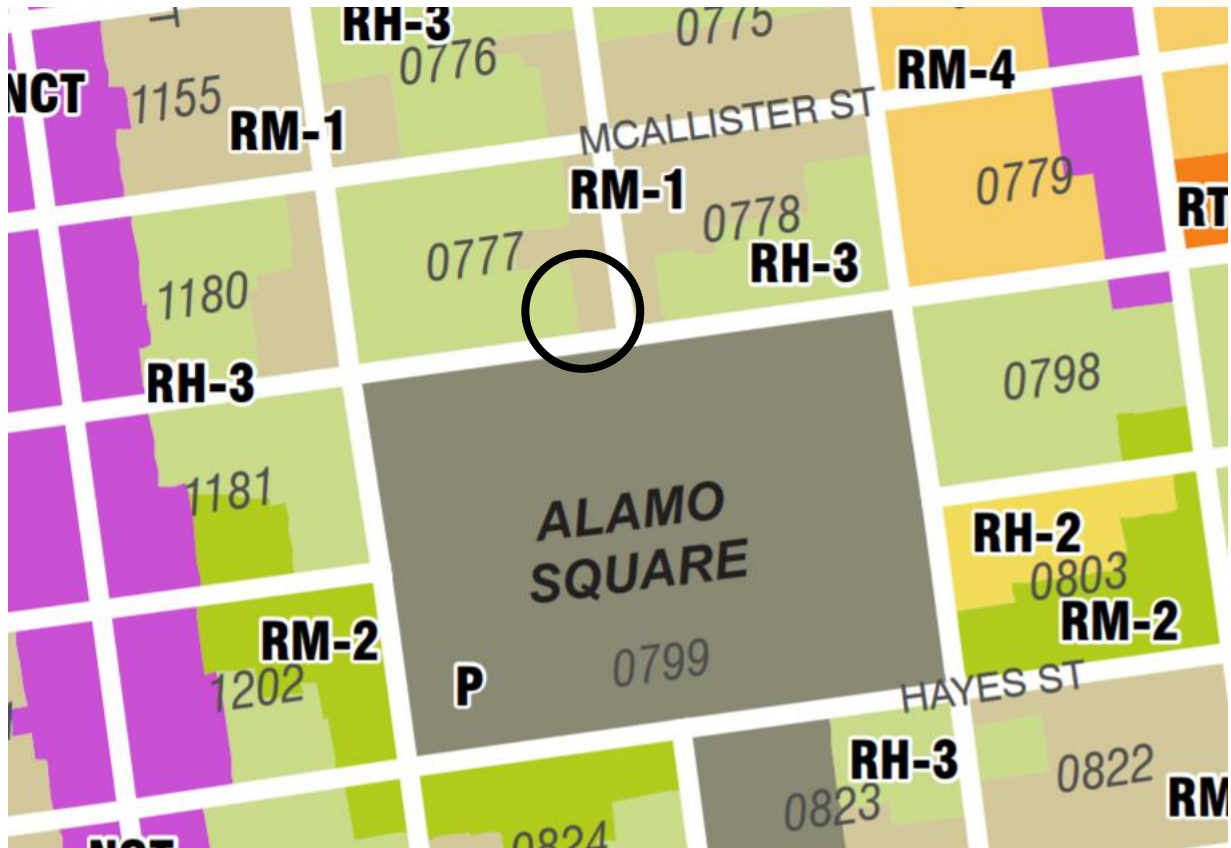 RH-3
0776
0775
NCT
1155
RM-1
MCALLISTER ST
RM-4
0779
RM-1
0777
0778
RH-3
RT
1180
RH-3
0798
1181
ALAMO
SQUARE
RH-2
0803
RM-2
RM-2
1202
P
0799
HAYES ST
RH-3
0822
RM
0823
0824
NCT